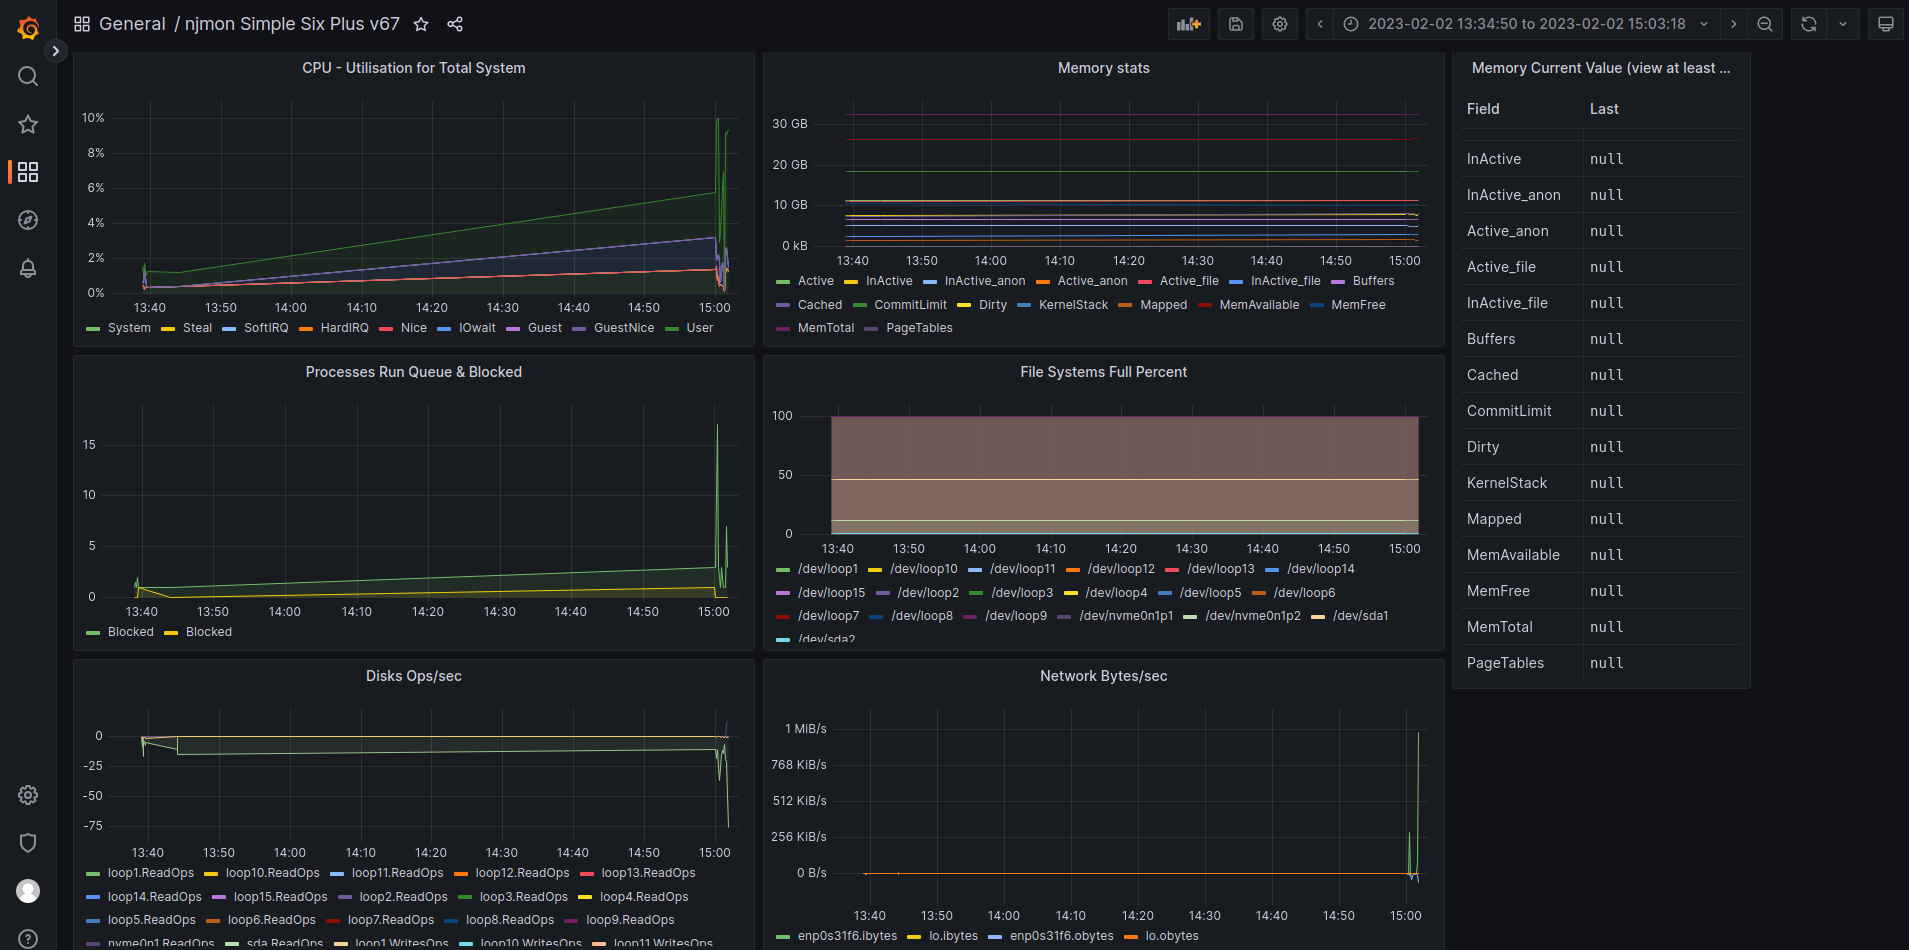 General / njmon Simple Six Plus v67
2023-02-02 13:34:50 to 2023-02-02 15:03:18
CPU - Utilisation for Total System
10%
8%
6%
4%
2%
0%
13:40 13:50 14:00 14:10 14:20 14:30 14:40 14:50 15:00
System Steal SoftIRQ HardIRQ Nice IOwait Guest GuestNice User
Memory stats
30 GB
20 GB
10 GB
0 kB
13:40 13:50 14:00 14:10 14:20 14:30 14:40 14:50 15:00
Active InActive InActive_anon Active_anon Active_file InActive_file Buffers
Cached CommitLimit Dirty KernelStack Mapped MemAvailable MemFree
MemTotal PageTables
Memory Current Value (view at least ...
Field Last
InActive null
InActive_anon null
Active_anon null
Active_file null
InActive_file null
Buffers null
Cached null
CommitLimit null
Dirty null
KernelStack null
Mapped null
MemAvailable null
MemFree null
MemTotal null
PageTables null
Processes Run Queue & Blocked
15
10
5
0
13:40 13:50 14:00 14:10 14:20 14:30 14:40 14:50 15:00
Blocked Blocked
File Systems Full Percent
100
50
0
13:40 13:50 14:00 14:10 14:20 14:30 14:40 14:50 15:00
/dev/loop1 /dev/loop10 /dev/loop11 /dev/loop12 /dev/loop13 /dev/loop14
/dev/loop15 /dev/loop2 /dev/loop3 /dev/loop4 /dev/loop5 /dev/loop6
/dev/loop7 /dev/loop8 /dev/loop9 /dev/nvme0n1p1 /dev/nvme0n1p2 /dev/sda1
/dev/sda2
Disks Ops/sec
0
-25
-50
-75
13:40 13:50 14:00 14:10 14:20 14:30 14:40 14:50 15:00
loop1.ReadOps loop10.ReadOps loop11.ReadOps loop12.ReadOps loop13.ReadOps
loop14.ReadOps loop15.ReadOps loop2.ReadOps loop3.ReadOps loop4.ReadOps
loop5.ReadOps loop6.ReadOps loop7.ReadOps loop8.ReadOps loop9.ReadOps
nvme0n1.ReadOps sda.ReadOps loop1.WritesOps loop10.WritesOps loop11.WritesOps
Network Bytes/sec
1 MiB/s
768 KiB/s
512 KiB/s
256 KiB/s
0 B/s
13:40 13:50 14:00 14:10 14:20 14:30 14:40 14:50 15:00
enp0s31f6.ibytes lo.ibytes enp0s31f6.obytes lo.obytes